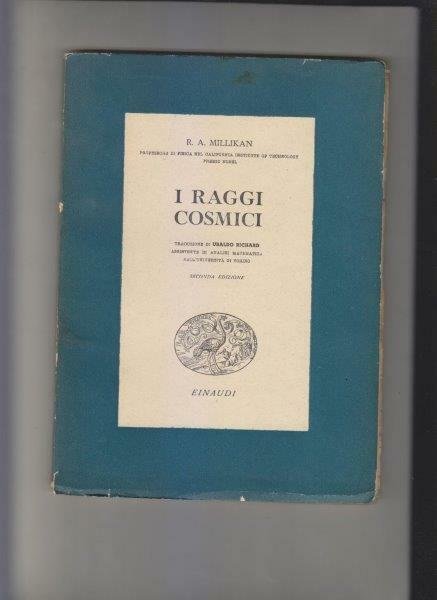 R. A. MILLIKAN
PROFESSORE DI FISICA NEL CALIFORNIA INSTITUTE OF TECHNOLOGY
PREMIO NOBEL
I RAGGI
COSMICI
TRADUZIONE DI UBALDO RICHARD
ASSISTENTE DI ANALISI MATEMATICA
NALL'UNIVERSITÀ DI TORINO
SECONDA EDIZIONE
EINAUDI